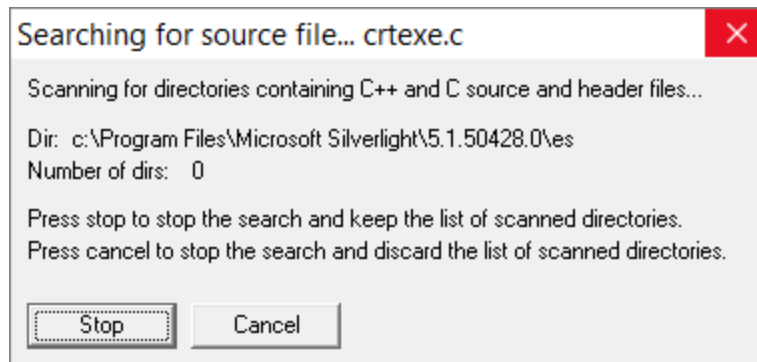 Searching for source file... crtexe.c
Scanning for directories containing C++ and C source and header files...
Dir: c:\Program Files\Microsoft Silverlight\5.1.50428.0\es
Number of dirs: 0
Press stop to stop the search and keep the list of scanned directories.
Press cancel to stop the search and discard the list of scanned directories.
Stop Cancel